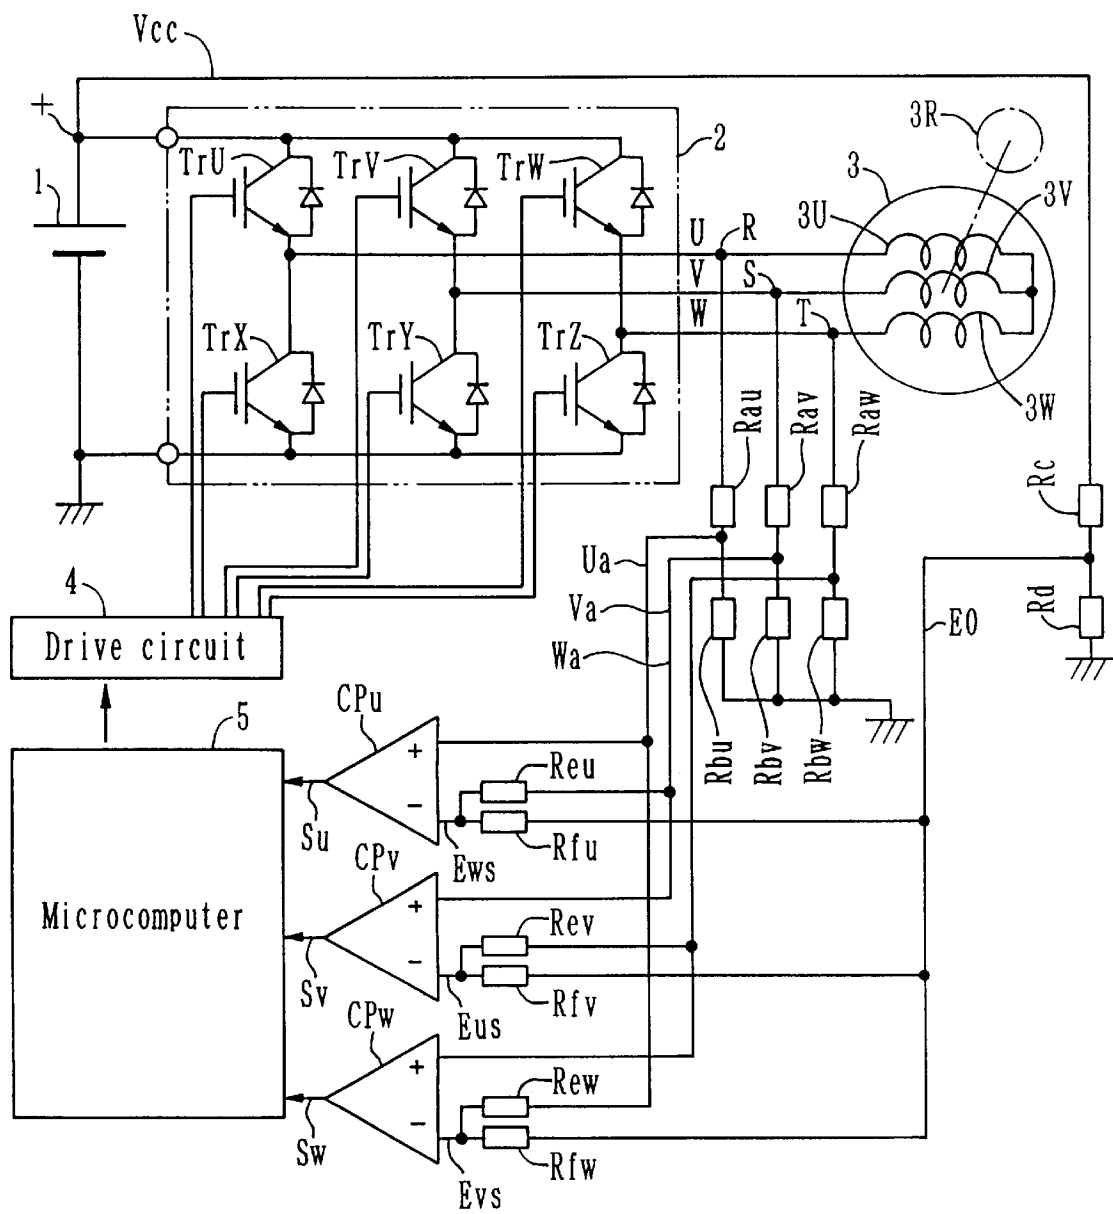 Vcc
+
1
2
3R
TrU
TrV
TrW
3
3U
3V
U
R
V
S
W
T
TrX
TrY
TrZ
3W
Rau
Rav
Raw
Rc
Ua
4
Va
Rd
E0
Drive circuit
Wa
5
CPu
Rbu
Rbv
Rbw
+
Reu
−
Su
Rfu
Ews
CPv
+
Microcomputer
Rev
−
Sv
Rfv
Eus
CPw
+
Rew
−
Sw
Rfw
Evs